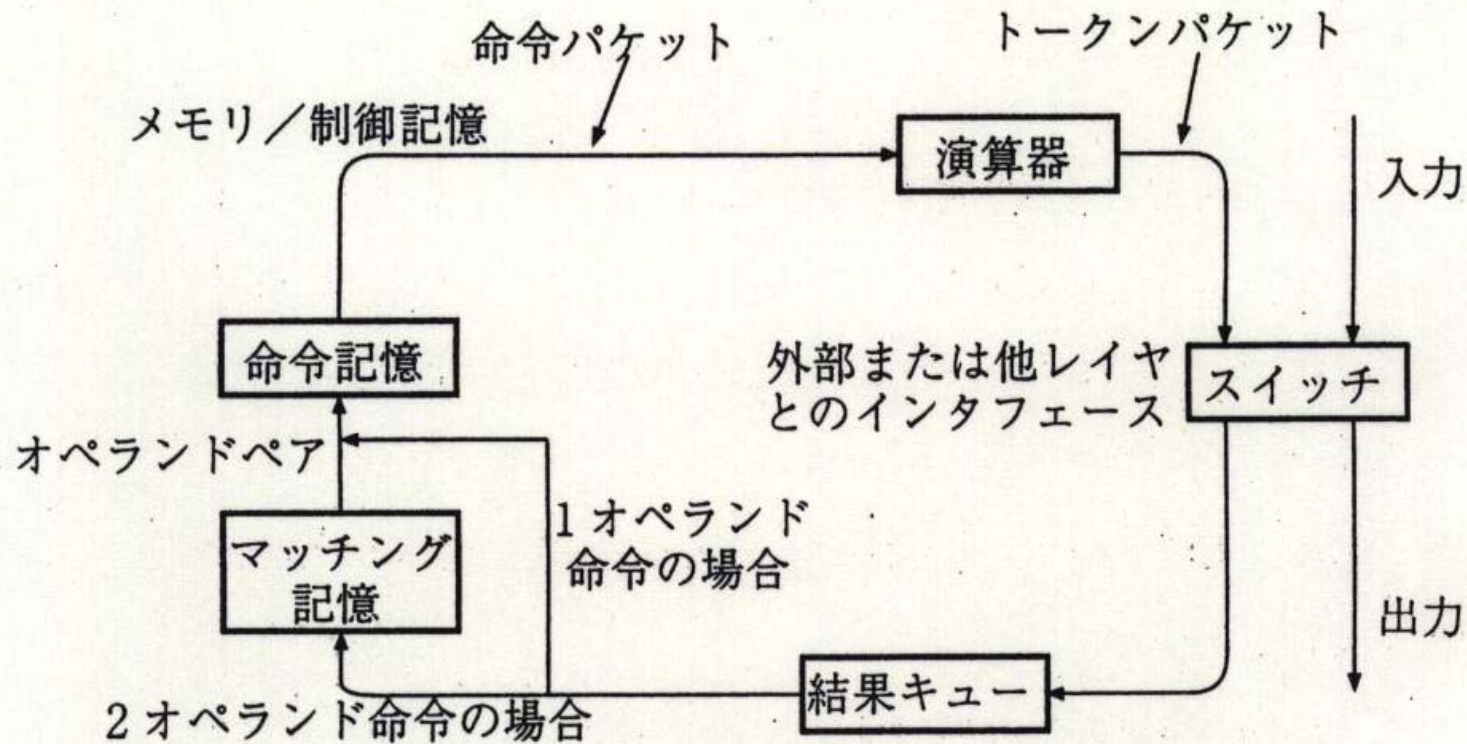 命令パケット
トークンパケット
メモリ／制御記憶
演算器
入力
命令記憶
外部または他レイヤ
とのインタフェース
スイッチ
オペランドペア
マッチング
記憶
1オペランド
命令の場合
出力
結果キュー
2オペランド命令の場合